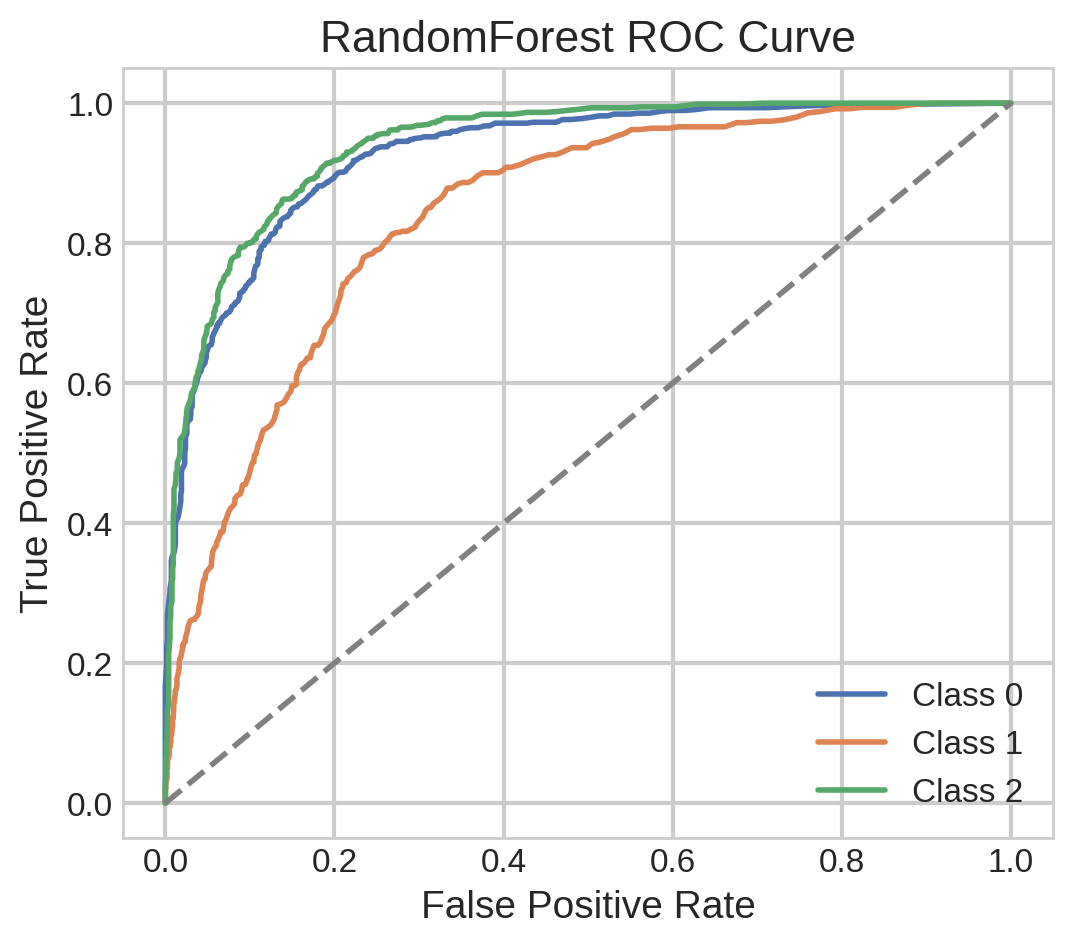 RandomForest ROC Curve
True Positive Rate
1.0
0.8
0.6
0.4
0.2
0.0
Class 0
Class 1
Class 2
0.0 0.2 0.4 0.6 0.8 1.0
False Positive Rate